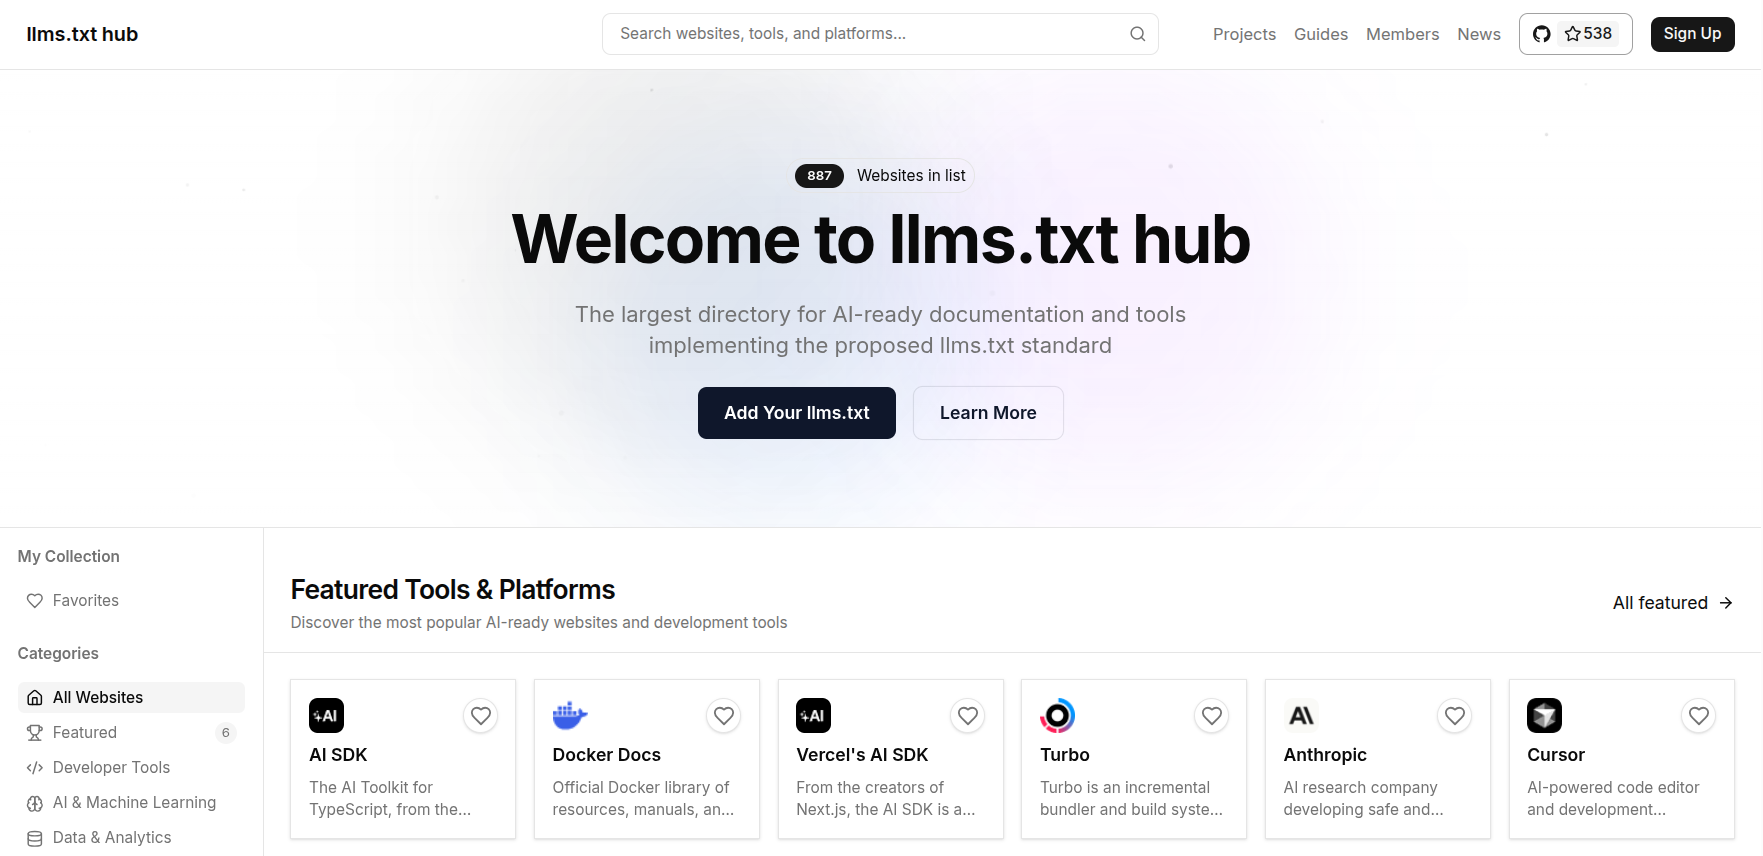 llms.txt hub
Search websites, tools, and platforms...
Projects
Guides
Members
News
538
Sign Up
887
Websites in list
Welcome to llms.txt hub
The largest directory for AI-ready documentation and tools
implementing the proposed llms.txt standard
Add Your llms.txt
Learn More
My Collection
Favorites
Categories
All Websites
Featured
6
Developer Tools
AI & Machine Learning
Data & Analytics
Featured Tools & Platforms
Discover the most popular AI-ready websites and development tools
All featured
AI
AI SDK
The AI Toolkit for
TypeScript, from the...
Docker Docs
Official Docker library of
resources, manuals, an...
AI
Vercel's AI SDK
From the creators of
Next.js, the AI SDK is a...
Turbo
Turbo is an incremental
bundler and build syste...
Anthropic
AI research company
developing safe and...
Cursor
AI-powered code editor
and development...